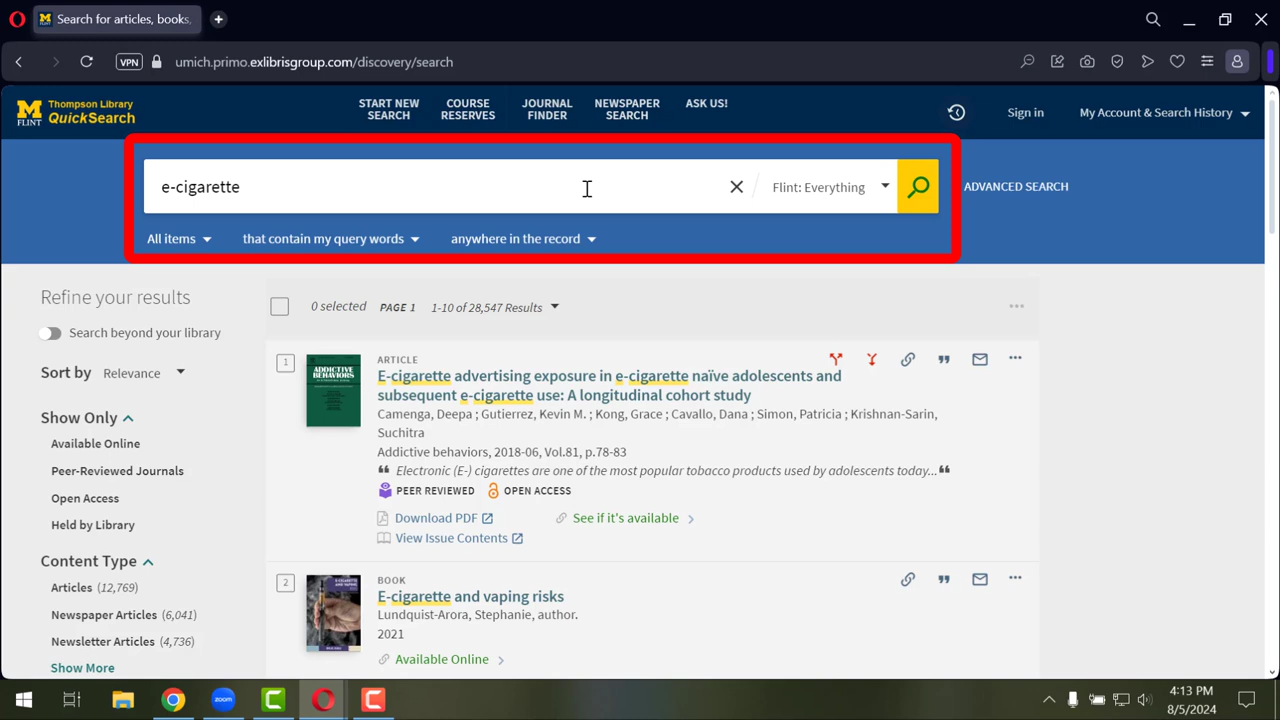 Search for articles, books,
VPN
umich.primo.exlibrisgroup.com/discovery/search
M FLINT
Thompson Library
QuickSearch
START NEW SEARCH
COURSE RESERVES
JOURNAL FINDER
NEWSPAPER SEARCH
ASK US!
Sign in
My Account & Search History
e-cigarette
Flint: Everything
ADVANCED SEARCH
All items
that contain my query words
anywhere in the record
Refine your results
Search beyond your library
Sort by Relevance
Show Only
Available Online
Peer-Reviewed Journals
Open Access
Held by Library
Content Type
Articles (12,769)
Newspaper Articles (6,041)
Newsletter Articles (4,736)
Show More
0 selected PAGE 1 1-10 of 28,547 Results
1
ADDICTIVE BEHAVIORS
ARTICLE
E-cigarette advertising exposure in e-cigarette naïve adolescents and
subsequent e-cigarette use: A longitudinal cohort study
Camenga, Deepa ; Gutierrez, Kevin M. ; Kong, Grace ; Cavallo, Dana ; Simon, Patricia ; Krishnan-Sarin,
Suchitra
Addictive behaviors, 2018-06, Vol.81, p.78-83
Electronic (E-) cigarettes are one of the most popular tobacco products used by adolescents today...
PEER REVIEWED OPEN ACCESS
Download PDF See if it's available
View Issue Contents
2
BOOK
E-cigarette and vaping risks
Lundquist-Arora, Stephanie, author.
2021
Available Online
zoom
4:13 PM
8/5/2024